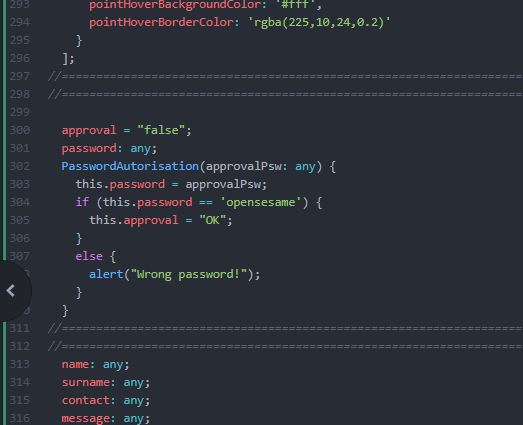 293 pointHoverBackgroundColor: '#fff',
294 pointHoverBorderColor: 'rgba(225,10,24,0.2)'
295 }
296 ];
297 //===================================================================
298 //===================================================================
299
300 approval = "false";
301 password: any;
302 PasswordAutorisation(approvalPsw: any) {
303 this.password = approvalPsw;
304 if (this.password == 'opensesame') {
305 this.approval = "OK";
306 }
307 else {
alert("Wrong password!");
}
}
311 //===================================================================
312 //===================================================================
313 name: any;
314 surname: any;
315 contact: any;
316 message: any;